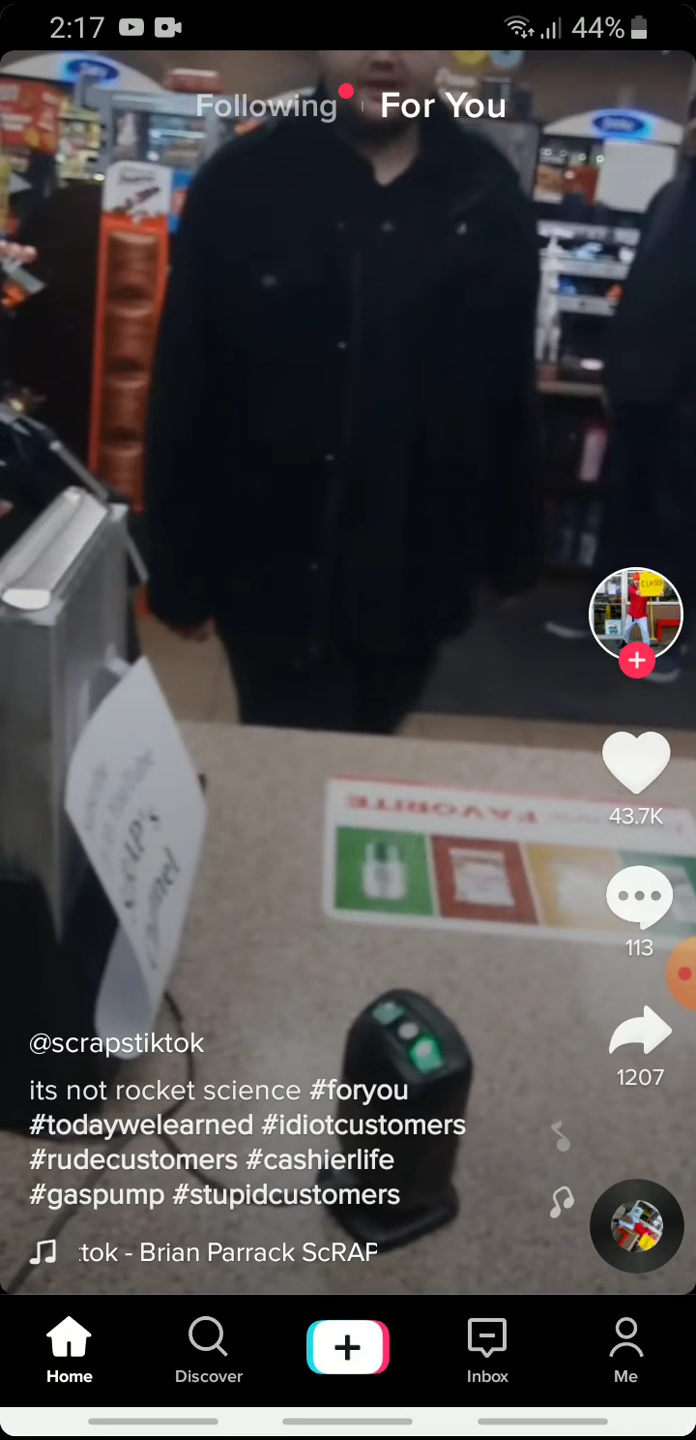 2:17
44%
Following
For You
43.7K
FAVORITE
113
@scrapstiktok
1207
its not rocket science #foryou
#todaywelearned #idiotcustomers
#rudecustomers #cashierlife
#gaspump #stupidcustomers
tok - Brian Parrack ScRAP
Home
Discover
Inbox
Me